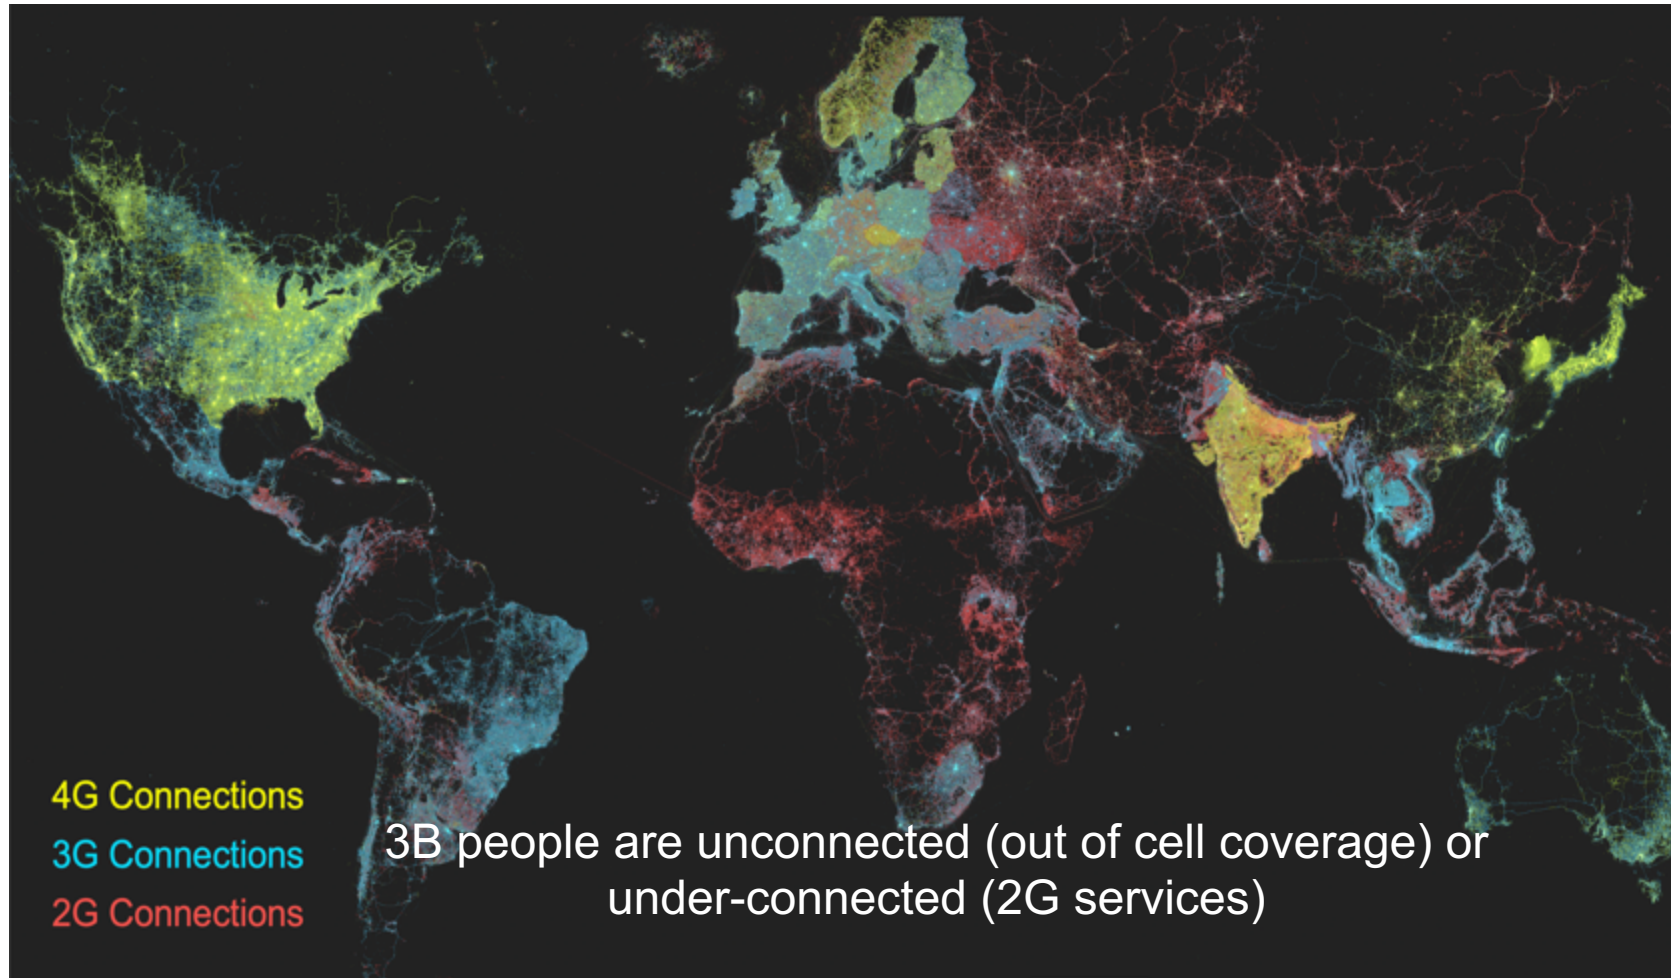 4G Connections
3G Connections
2G Connections
3B people are unconnected (out of cell coverage) or
under-connected (2G services)